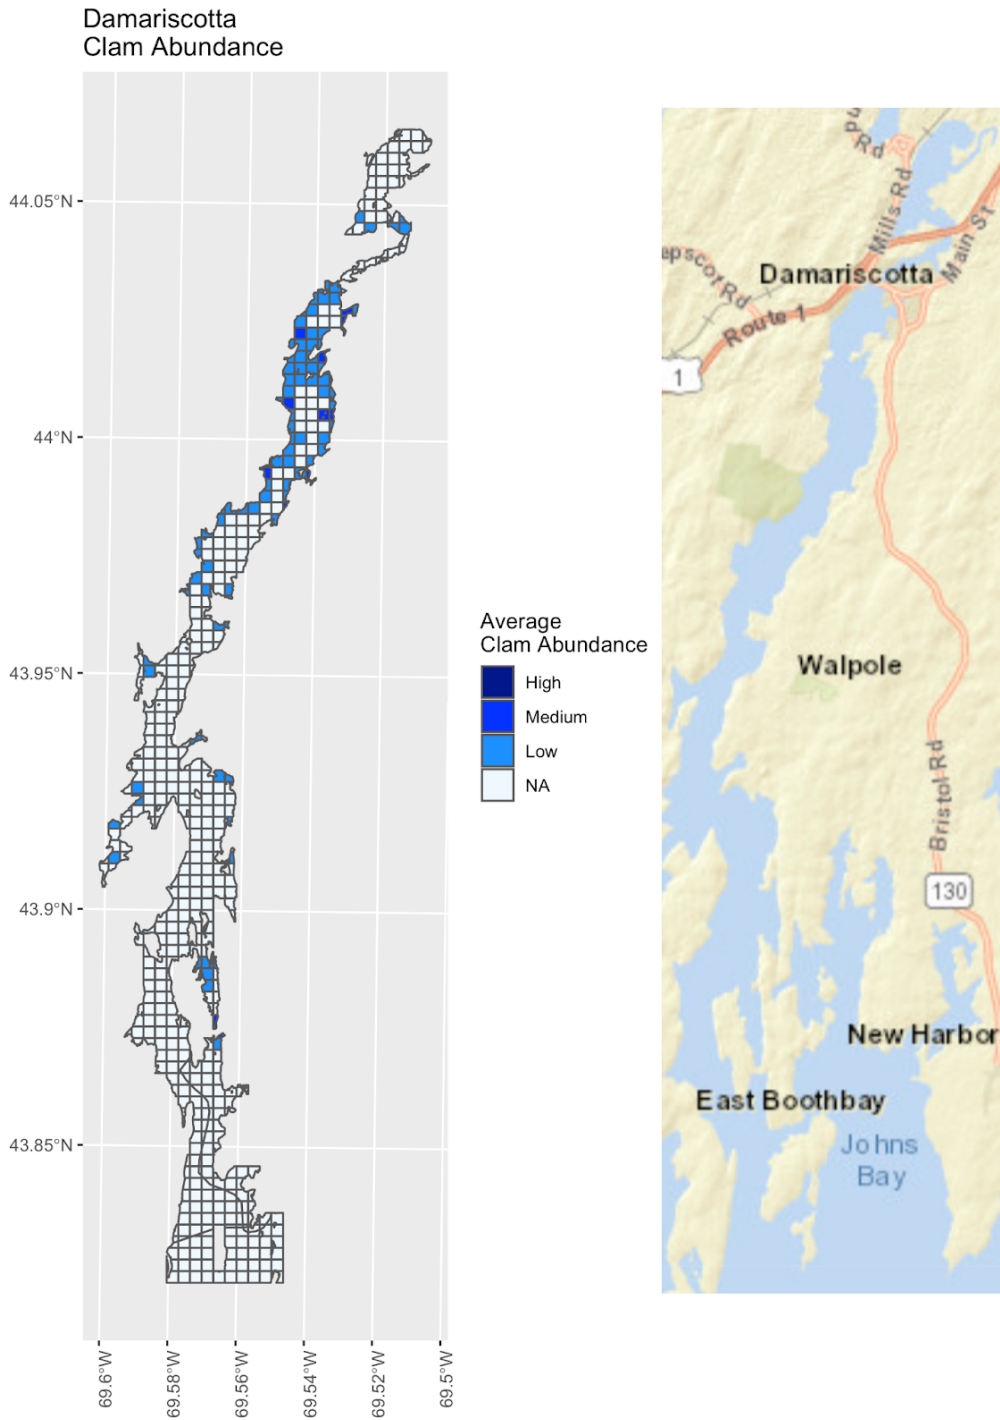 Damariscotta
Clam Abundance
44.05°N
44°N
43.95°N
43.9°N
43.85°N
69.6°W
69.58°W
69.56°W
69.54°W
69.52°W
69.5°W
Average
Clam Abundance
High
Medium
Low
NA
Rd
Mills Rd
Main St
epscot Rd
Damariscotta
Route 1
1
Walpole
Bristol Rd
130
New Harbor
East Boothbay
Johns
Bay